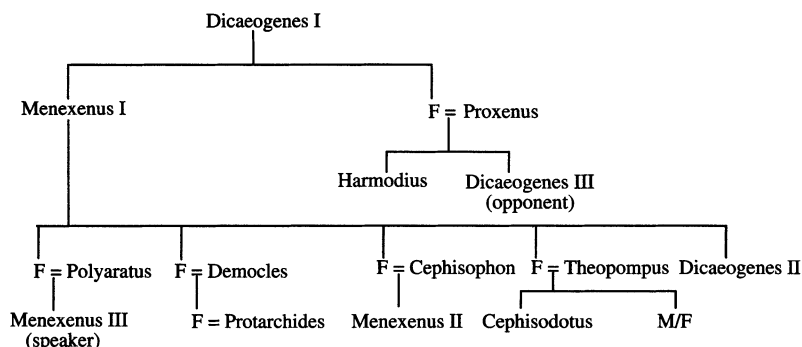 Dicaeogenes I
Menexenus I
F = Proxenus
Harmodius Dicaeogenes III
(opponent)
F = Polyaratus F = Democles F = Cephisophon F = Theopompus Dicaeogenes II
Menexenus III F = Protarchides Menexenus II Cephisodotus M/F
(speaker)